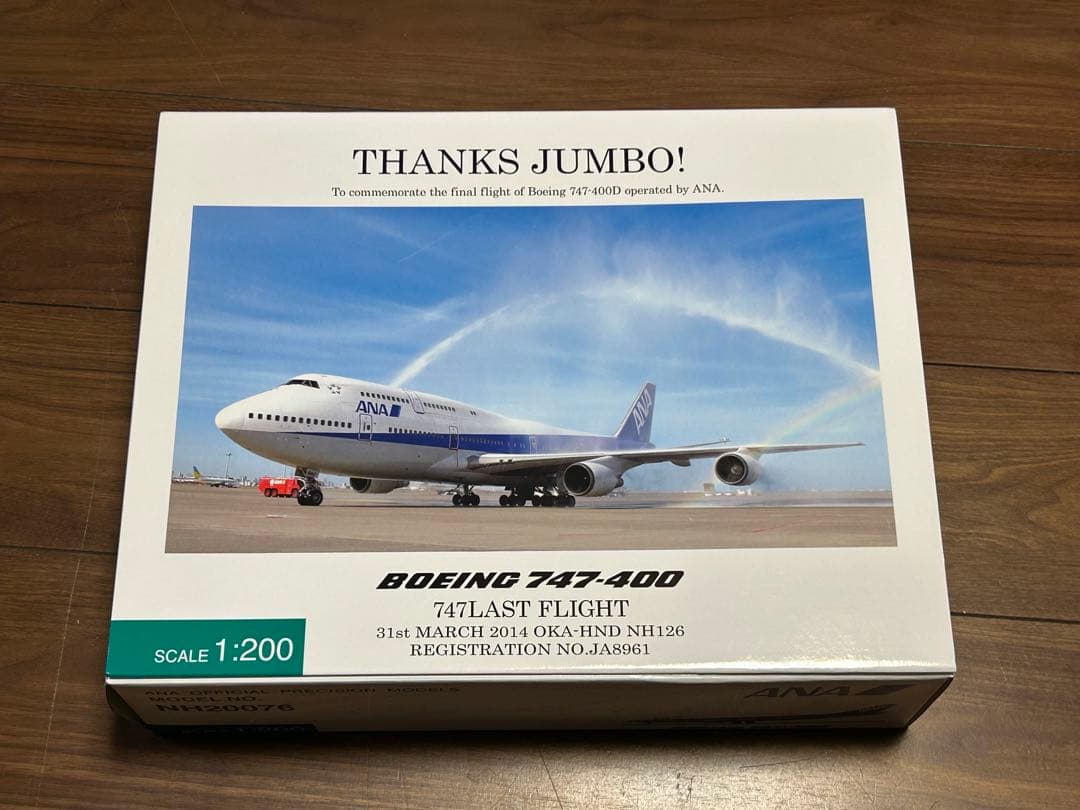 THANKS JUMBO!
To commemorate the final flight of Boeing 747-400D operated by ANA.
ANA
ANA
BOEING 747-400
747LAST FLIGHT
31st MARCH 2014 OKA-HND NH126
REGISTRATION NO.JA8961
SCALE 1:200
ANA OFFICIAL PRECISION MODELS
MODEL NO.
NH20076
ANA